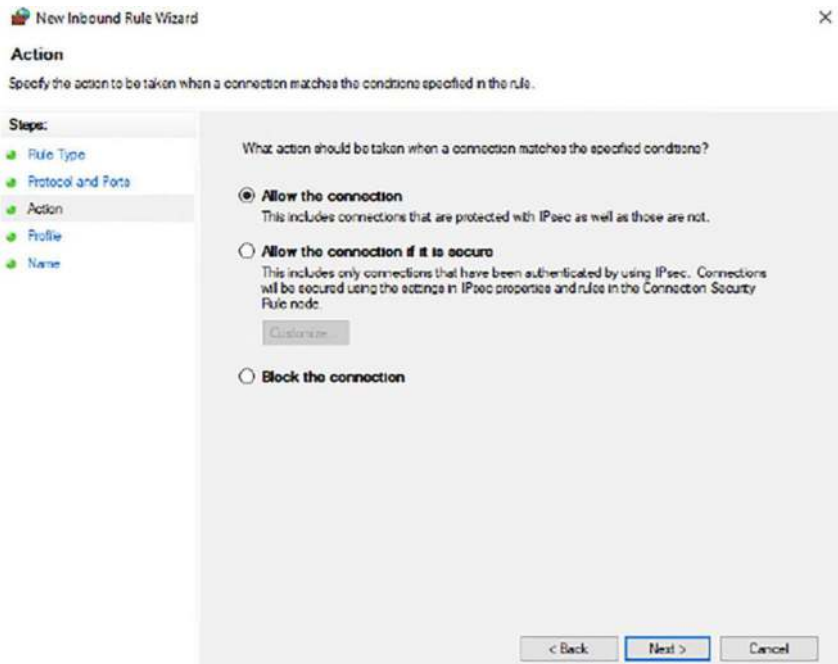 New Inbound Rule Wizard
Action
Specify the action to be taken when a connection matches the conditions specified in the rule.
Steps:
Rule Type
Protocol and Ports
Action
Profile
Name
What action should be taken when a connection matches the specified conditions?
Allow the connection
This includes connections that are protected with IPsec as well as those are not.
Allow the connection if it is secure
This includes only connections that have been authenticated by using IPsec. Connections
will be secured using the settings in IPsec properties and rules in the Connection Security
Rule node.
Customize...
Block the connection
< Back
Next >
Cancel